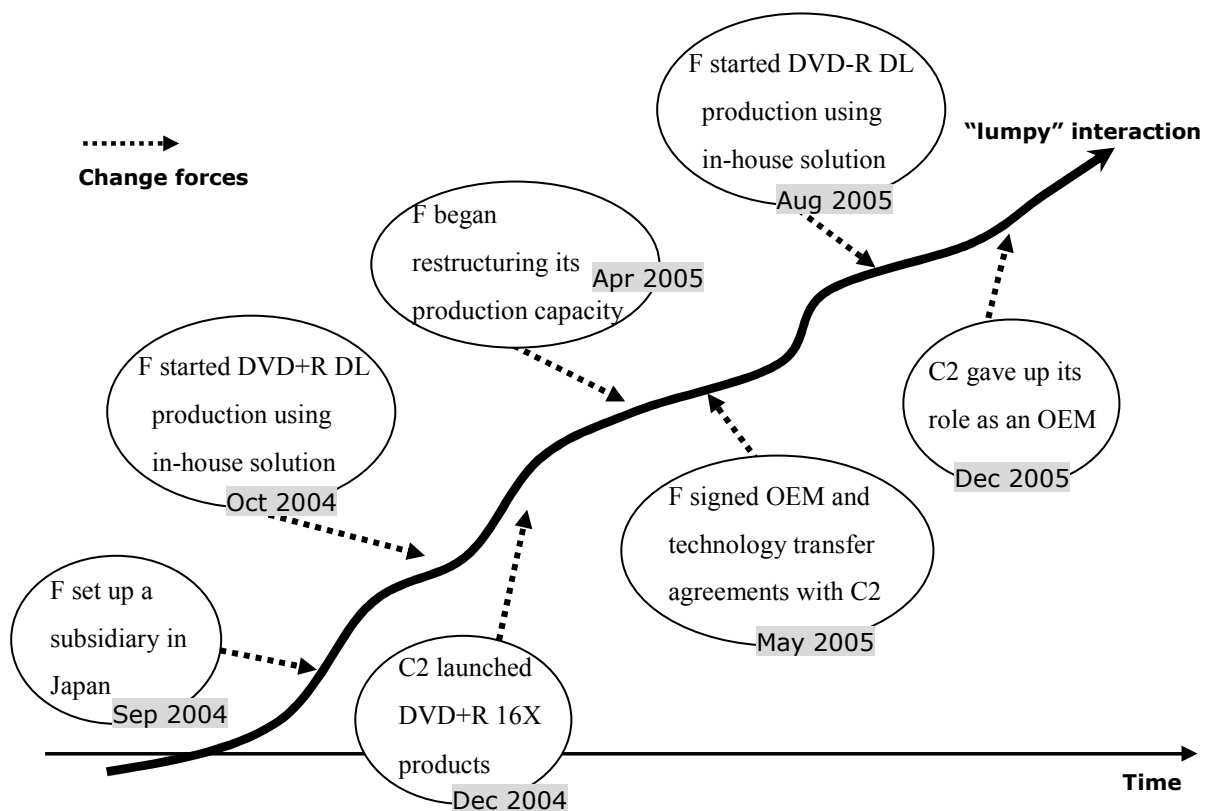 F started DVD-R DL
production using
in-house solution
Aug 2005
“lumpy” interaction
Change forces
F began
restructuring its
production capacity
Apr 2005
F started DVD+R DL
production using
in-house solution
Oct 2004
C2 gave up its
role as an OEM
Dec 2005
F signed OEM and
technology transfer
agreements with C2
May 2005
F set up a
subsidiary in
Japan
Sep 2004
C2 launched
DVD+R 16X
products
Dec 2004
Time